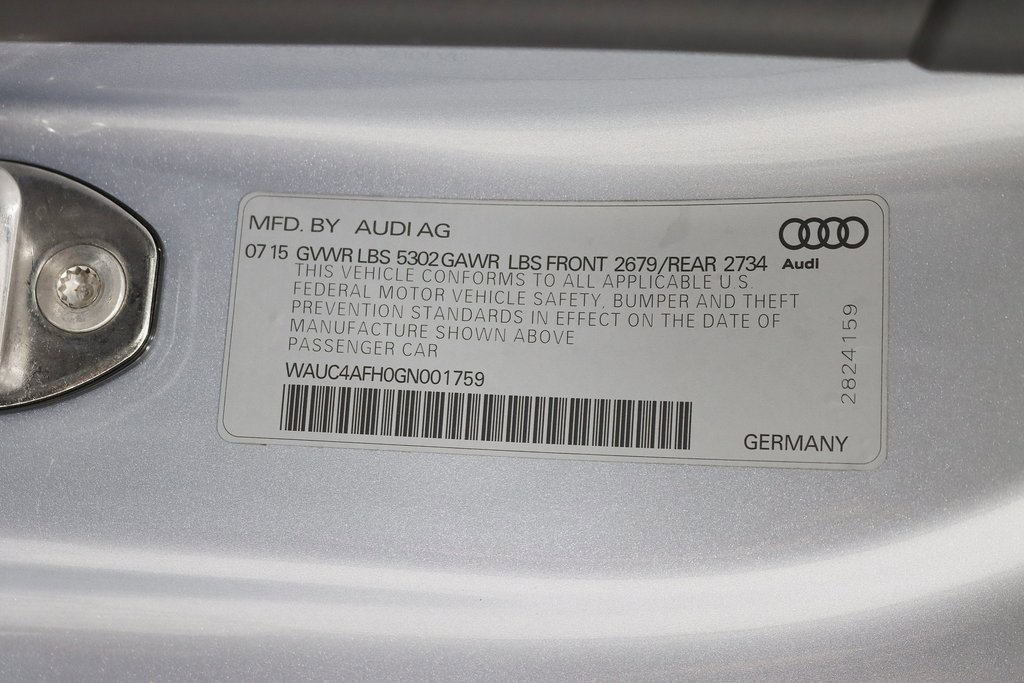 MFD. BY AUDI AG
07 15 GVWR LBS 5302 GAWR LBS FRONT 2679/REAR 2734
Audi
THIS VEHICLE CONFORMS TO ALL APPLICABLE U.S.
FEDERAL MOTOR VEHICLE SAFETY, BUMPER AND THEFT
PREVENTION STANDARDS IN EFFECT ON THE DATE OF
MANUFACTURE SHOWN ABOVE
PASSENGER CAR
WAUC4AFH0GN001759
2824159
GERMANY